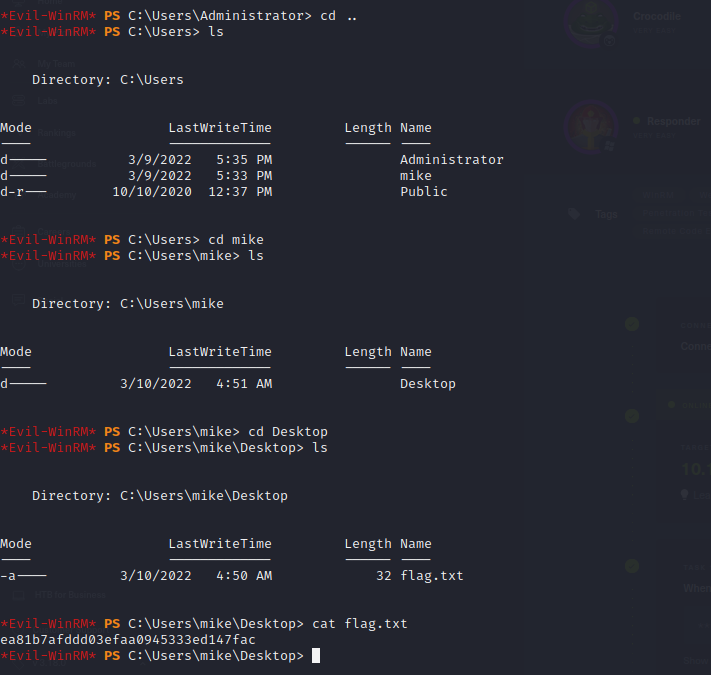 *Evil-WinRM* PS C:\Users\Administrator> cd ..
*Evil-WinRM* PS C:\Users> ls
Directory: C:\Users
Mode LastWriteTime Length Name
---- ------------- ------ ----
d----- 3/9/2022 5:35 PM Administrator
d----- 3/9/2022 5:33 PM mike
d-r--- 10/10/2020 12:37 PM Public
*Evil-WinRM* PS C:\Users> cd mike
*Evil-WinRM* PS C:\Users\mike> ls
Directory: C:\Users\mike
Mode LastWriteTime Length Name
---- ------------- ------ ----
d----- 3/10/2022 4:51 AM Desktop
*Evil-WinRM* PS C:\Users\mike> cd Desktop
*Evil-WinRM* PS C:\Users\mike\Desktop> ls
Directory: C:\Users\mike\Desktop
Mode LastWriteTime Length Name
---- ------------- ------ ----
-a---- 3/10/2022 4:50 AM 32 flag.txt
*Evil-WinRM* PS C:\Users\mike\Desktop> cat flag.txt
ea81b7afddd03efaa0945333ed147fac
*Evil-WinRM* PS C:\Users\mike\Desktop>
Crocodile
Responder
Tags